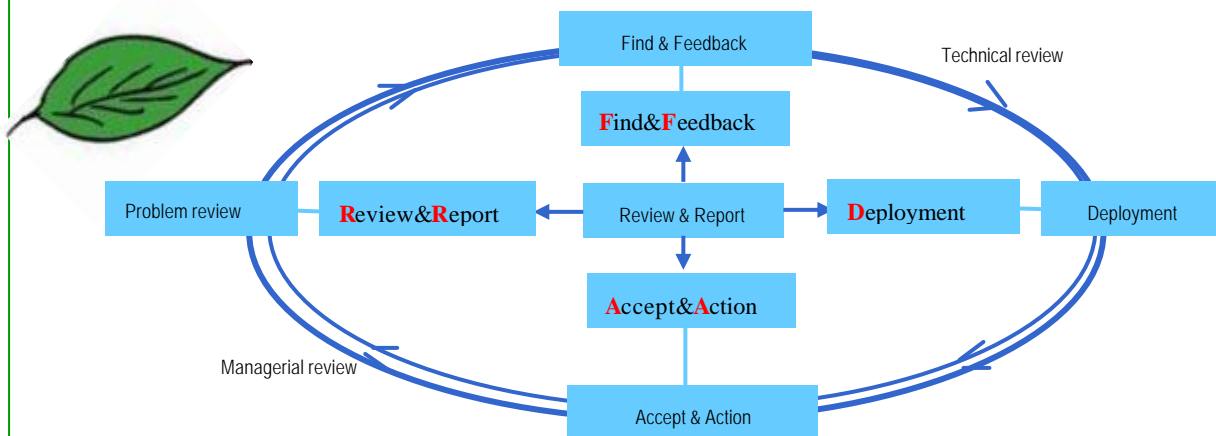 Find & Feedback
Technical review
Find&Feedback
Problem review
Review&Report
Review & Report
Deployment
Deployment
Accept&Action
Managerial review
Accept & Action